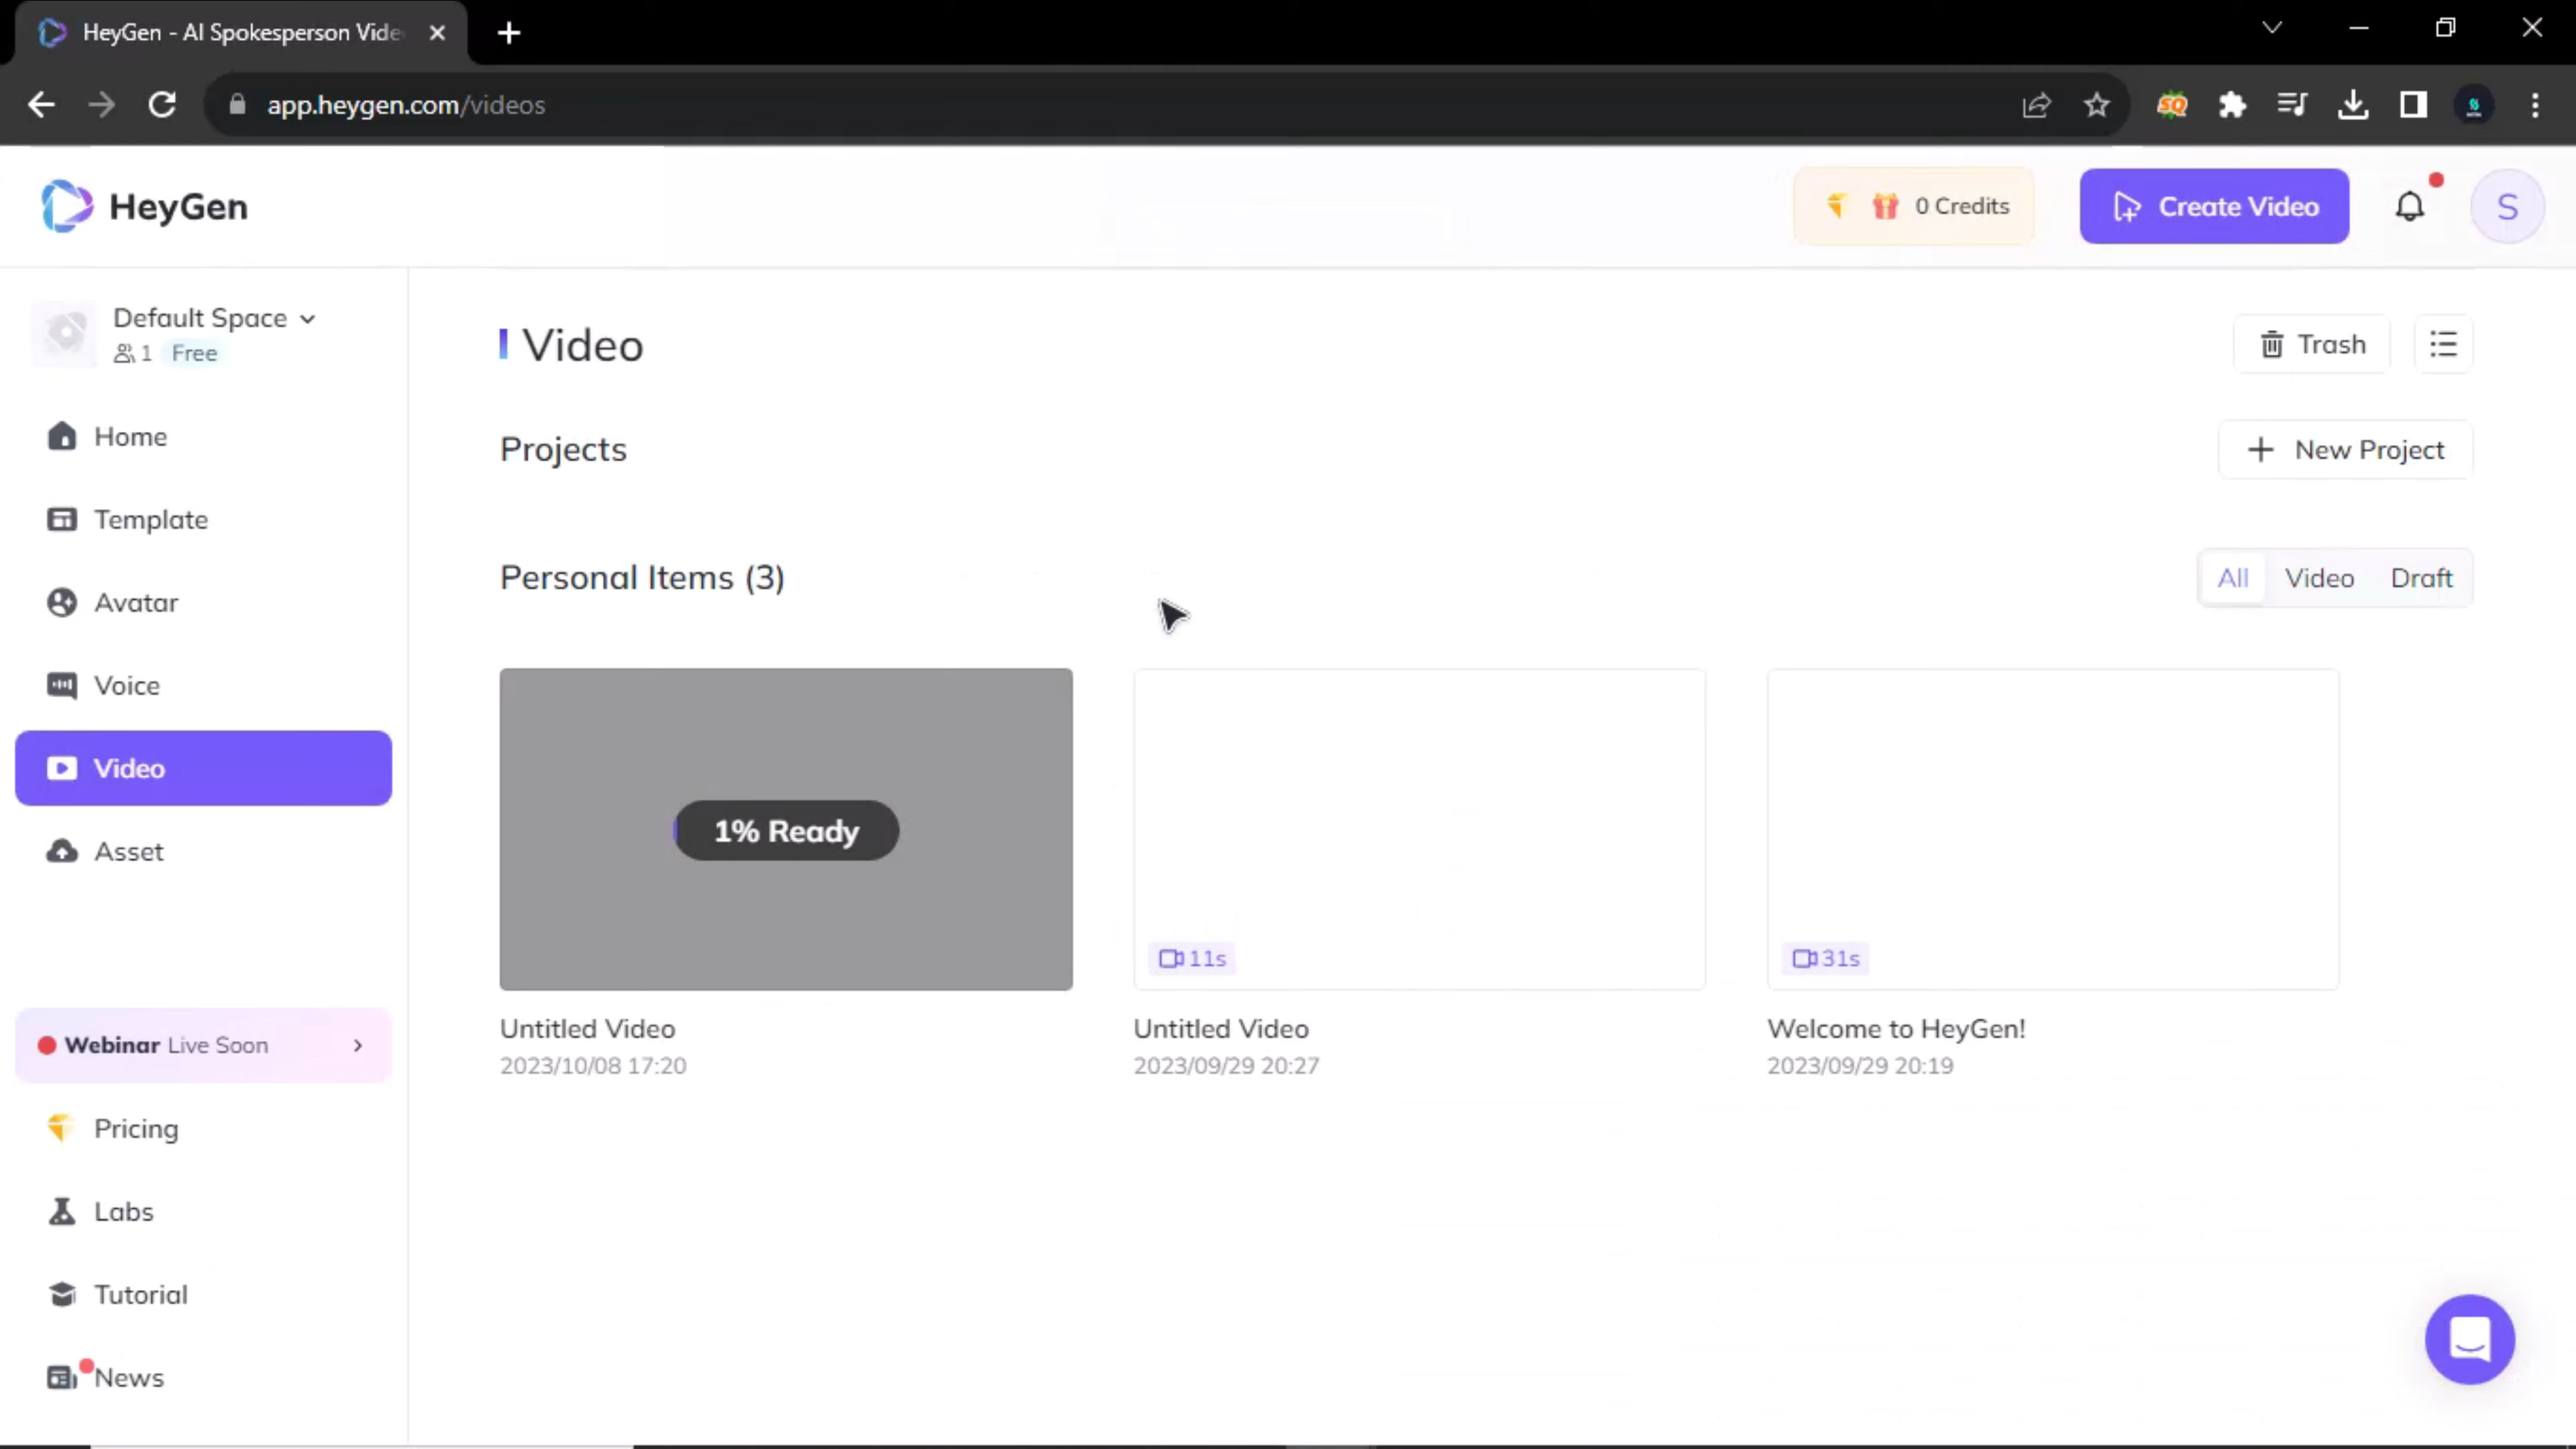 HeyGen - AI Spokesperson Vide
app.heygen.com/videos
HeyGen
0 Credits
Create Video
S
Default Space
1 Free
Home
Template
Avatar
Voice
Video
Asset
Webinar Live Soon
Pricing
Labs
Tutorial
News
Video
Trash
Projects
New Project
Personal Items (3)
All Video Draft
1% Ready
11s
31s
Untitled Video
2023/10/08 17:20
Untitled Video
2023/09/29 20:27
Welcome to HeyGen!
2023/09/29 20:19